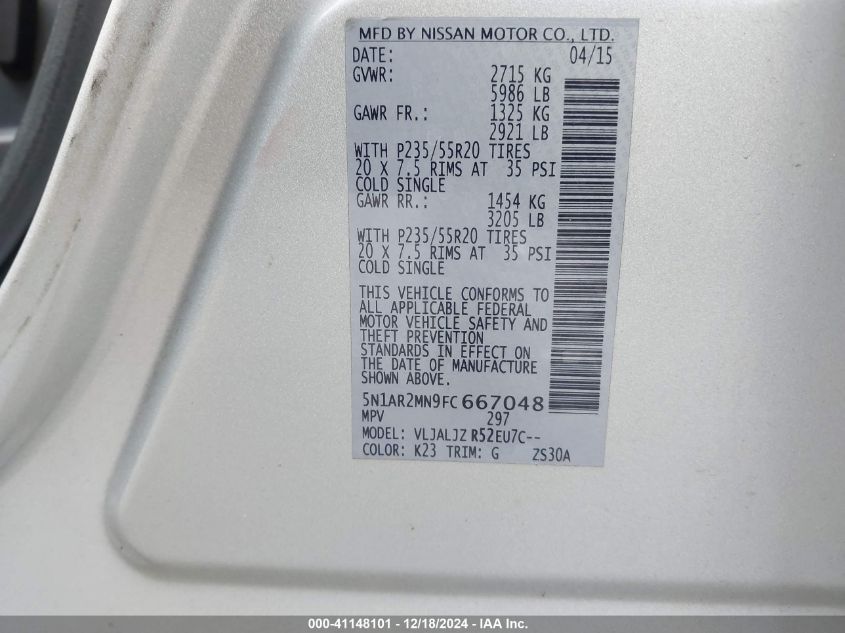 MFD BY NISSAN MOTOR CO., LTD.
DATE: 04/15
GVWR: 2715 KG
5986 LB
GAWR FR.: 1325 KG
2921 LB
WITH P235/55R20 TIRES
20 X 7.5 RIMS AT 35 PSI
COLD SINGLE
GAWR RR.: 1454 KG
3205 LB
WITH P235/55R20 TIRES
20 X 7.5 RIMS AT 35 PSI
COLD SINGLE
THIS VEHICLE CONFORMS TO
ALL APPLICABLE FEDERAL
MOTOR VEHICLE SAFETY AND
THEFT PREVENTION
STANDARDS IN EFFECT ON
THE DATE OF MANUFACTURE
SHOWN ABOVE.
5N1AR2MN9FC667048
MPV 297
MODEL: VLJALJZ R52EU7C--
COLOR: K23 TRIM: G ZS30A
000-41148101 - 12/18/2024 - IAA Inc.